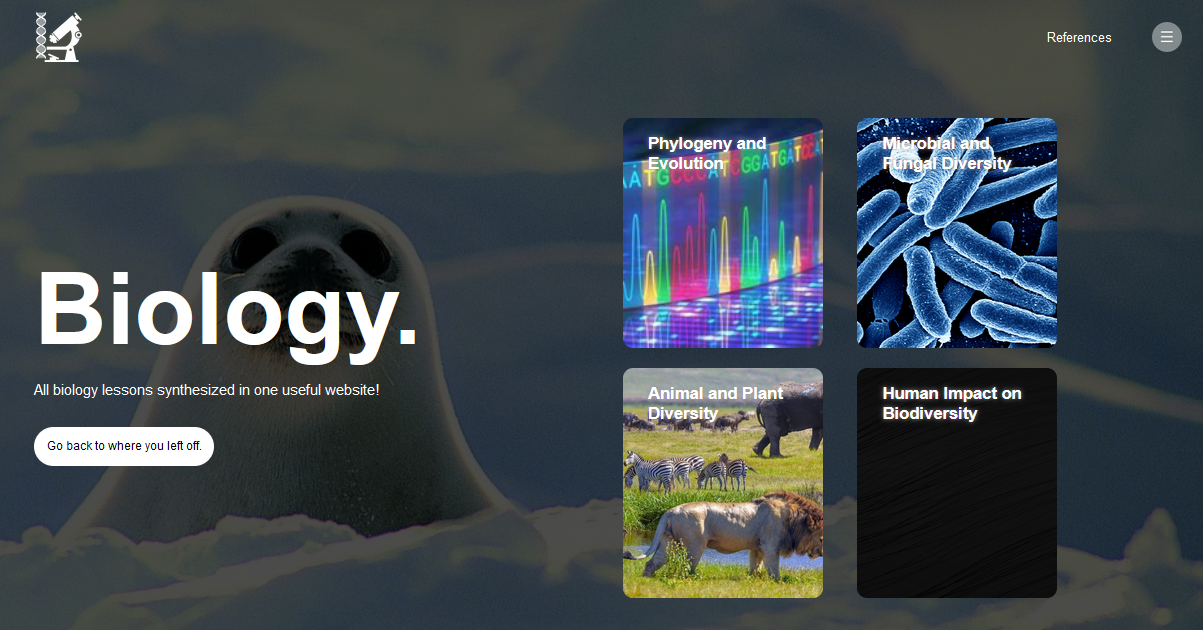 References
Biology.
All biology lessons synthesized in one useful website!
Go back to where you left off.
Phylogeny and
Evolution
Microbial and
Fungal Diversity
Animal and Plant
Diversity
Human Impact on
Biodiversity